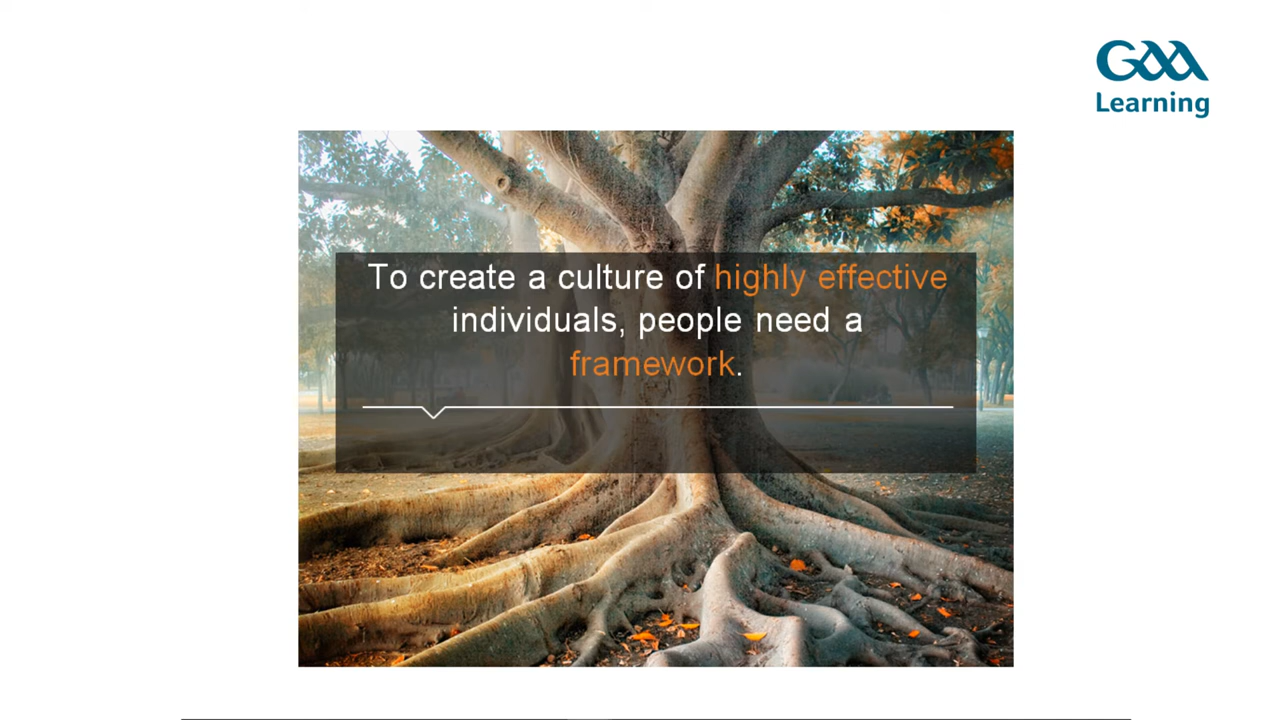 GAA
Learning
To create a culture of highly effective
individuals, people need a
framework.